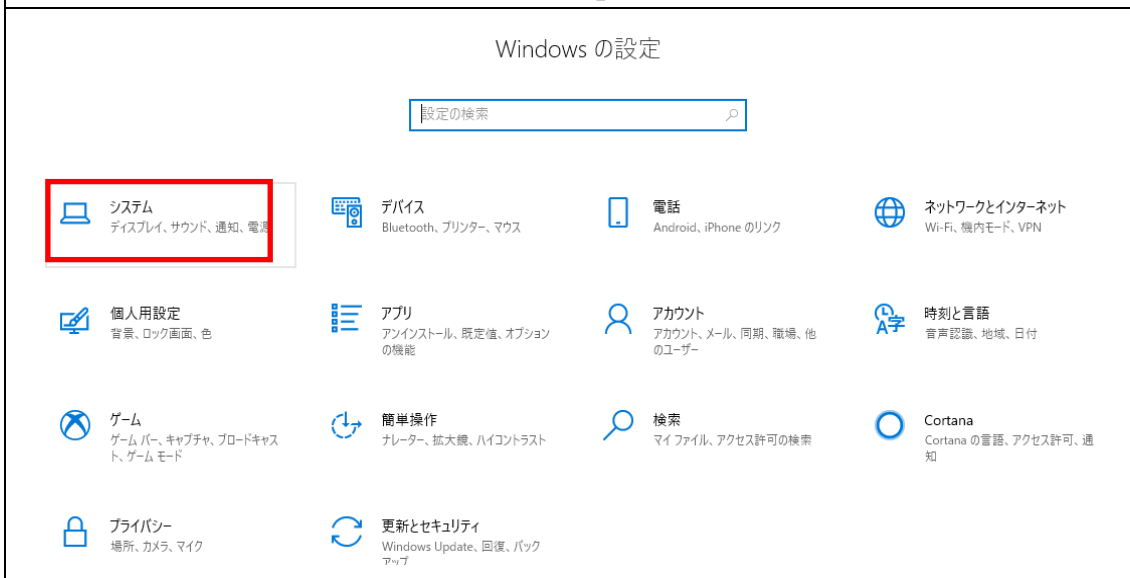 Windows の設定
設定の検索
システム
ディスプレイ、サウンド、通知、電源
デバイス
Bluetooth、プリンター、マウス
電話
Android、iPhone のリンク
ネットワークとインターネット
Wi-Fi、機内モード、VPN
個人用設定
背景、ロック画面、色
アプリ
アンインストール、既定値、オプション
の機能
アカウント
アカウント、メール、同期、職場、他
のユーザー
時刻と言語
音声認識、地域、日付
ゲーム
ゲーム バー、キャプチャ、ブロードキャス
ト、ゲーム モード
簡単操作
ナレーター、拡大鏡、ハイコントラスト
検索
マイ ファイル、アクセス許可の検索
Cortana
Cortana の言語、アクセス許可、通
知
プライバシー
場所、カメラ、マイク
更新とセキュリティ
Windows Update、回復、バック
アップ